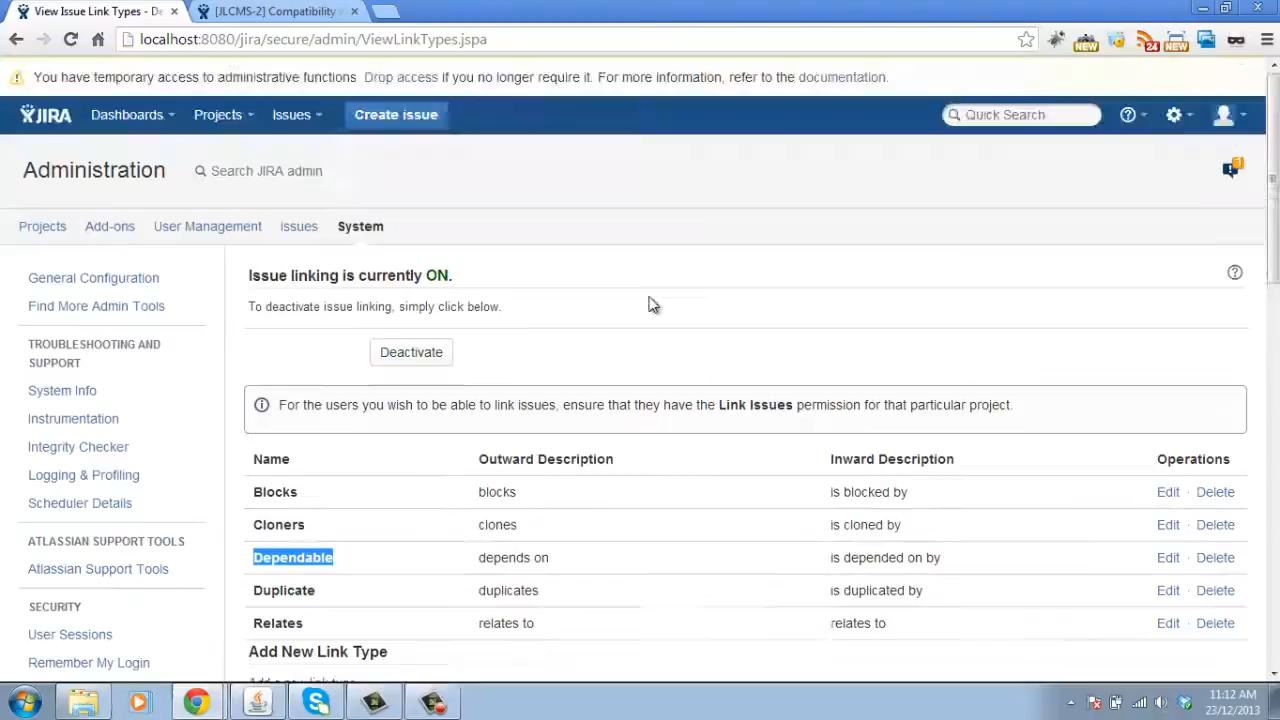 View Issue Link Types - De
[JLCMS-2] Compatibility
localhost:8080/jira/secure/admin/ViewLinkTypes.jspa
24
NEW
NEW
You have temporary access to administrative functions Drop access if you no longer require it. For more information, refer to the documentation.
JIRA Dashboards Projects Issues Create issue Quick Search
Administration Search JIRA admin
1
Projects Add-ons User Management Issues System
General Configuration
Find More Admin Tools
TROUBLESHOOTING AND
SUPPORT
System Info
Instrumentation
Integrity Checker
Logging & Profiling
Scheduler Details
ATLASSIAN SUPPORT TOOLS
Atlassian Support Tools
SECURITY
User Sessions
Remember My Login
Issue linking is currently ON.
To deactivate issue linking, simply click below.
Deactivate
For the users you wish to be able to link issues, ensure that they have the Link Issues permission for that particular project.
Name Outward Description Inward Description Operations
Blocks blocks is blocked by Edit · Delete
Cloners clones is cloned by Edit · Delete
Dependable depends on is depended on by Edit · Delete
Duplicate duplicates is duplicated by Edit · Delete
Relates relates to relates to Edit · Delete
Add New Link Type
Add a new link type
11:12 AM
23/12/2013